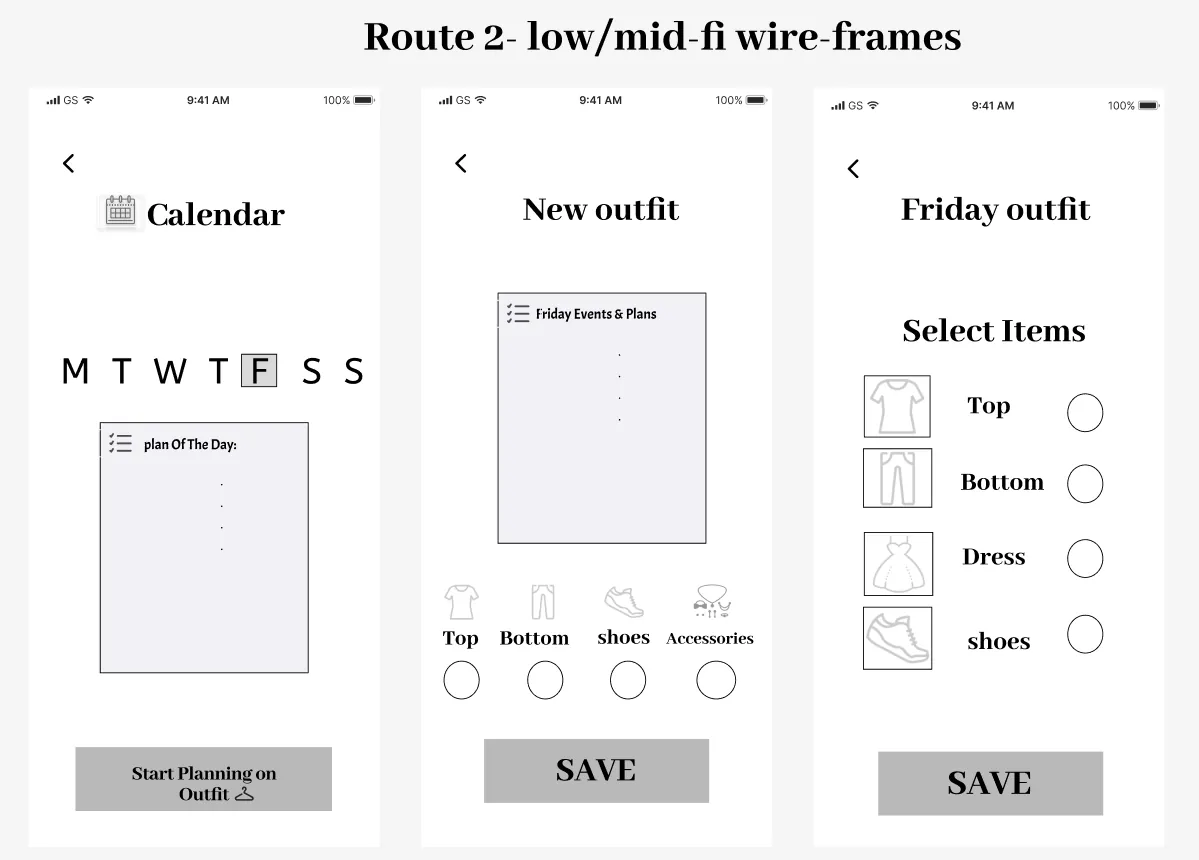 Route 2- low/mid-fi wire-frames
GS 9:41 AM 100%
Calendar
M T W T F S S
plan Of The Day:
Start Planning on
Outfit
GS 9:41 AM 100%
New outfit
Friday Events & Plans
Top Bottom shoes Accessories
SAVE
GS 9:41 AM 100%
Friday outfit
Select Items
Top
Bottom
Dress
shoes
SAVE